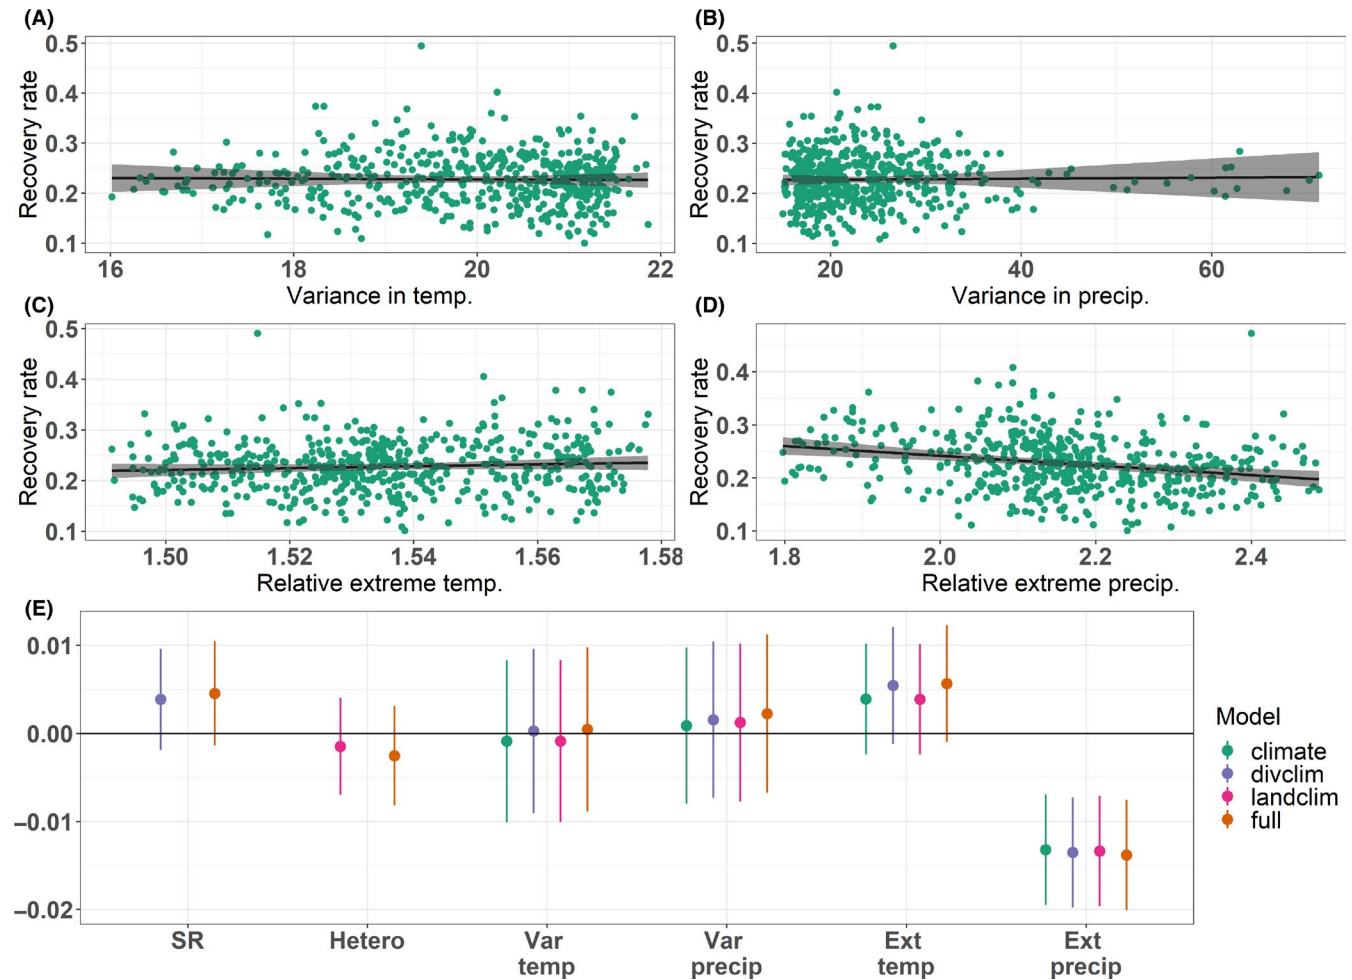 (A)
Recovery rate
0.5
0.4
0.3
0.2
0.1
16 18 20 22
Variance in temp.
(B)
Recovery rate
0.5
0.4
0.3
0.2
0.1
20 40 60
Variance in precip.
(C)
Recovery rate
0.5
0.4
0.3
0.2
0.1
1.50 1.52 1.54 1.56 1.58
Relative extreme temp.
(D)
Recovery rate
0.4
0.3
0.2
0.1
1.8 2.0 2.2 2.4
Relative extreme precip.
(E)
0.01
0.00
−0.01
−0.02
SR Hetero Var Var Ext Ext
temp precip temp precip
Model
climate
divclim
landclim
full